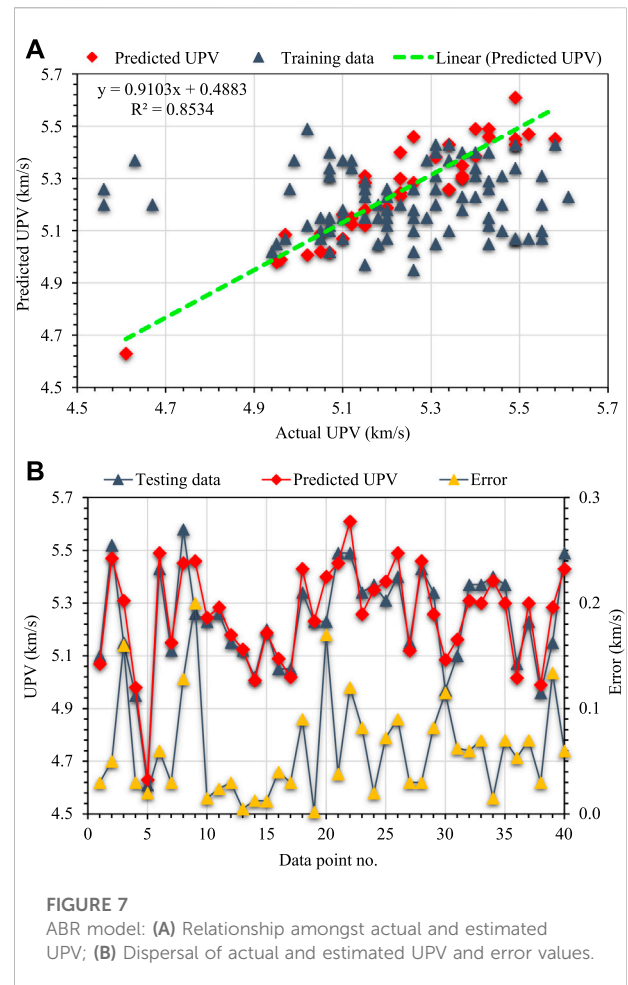 A
Predicted UPV Training data Linear (Predicted UPV)
y = 0.9103x + 0.4883
R² = 0.8534
5.7
5.5
5.3
5.1
4.9
4.7
4.5
Predicted UPV (km/s)
4.5 4.7 4.9 5.1 5.3 5.5 5.7
Actual UPV (km/s)
B
Testing data Predicted UPV Error
5.7
5.5
5.3
5.1
4.9
4.7
4.5
UPV (km/s)
0.3
0.2
0.1
0.0
Error (km/s)
0 5 10 15 20 25 30 35 40
Data point no.
FIGURE 7
ABR model: (A) Relationship amongst actual and estimated
UPV; (B) Dispersal of actual and estimated UPV and error values.